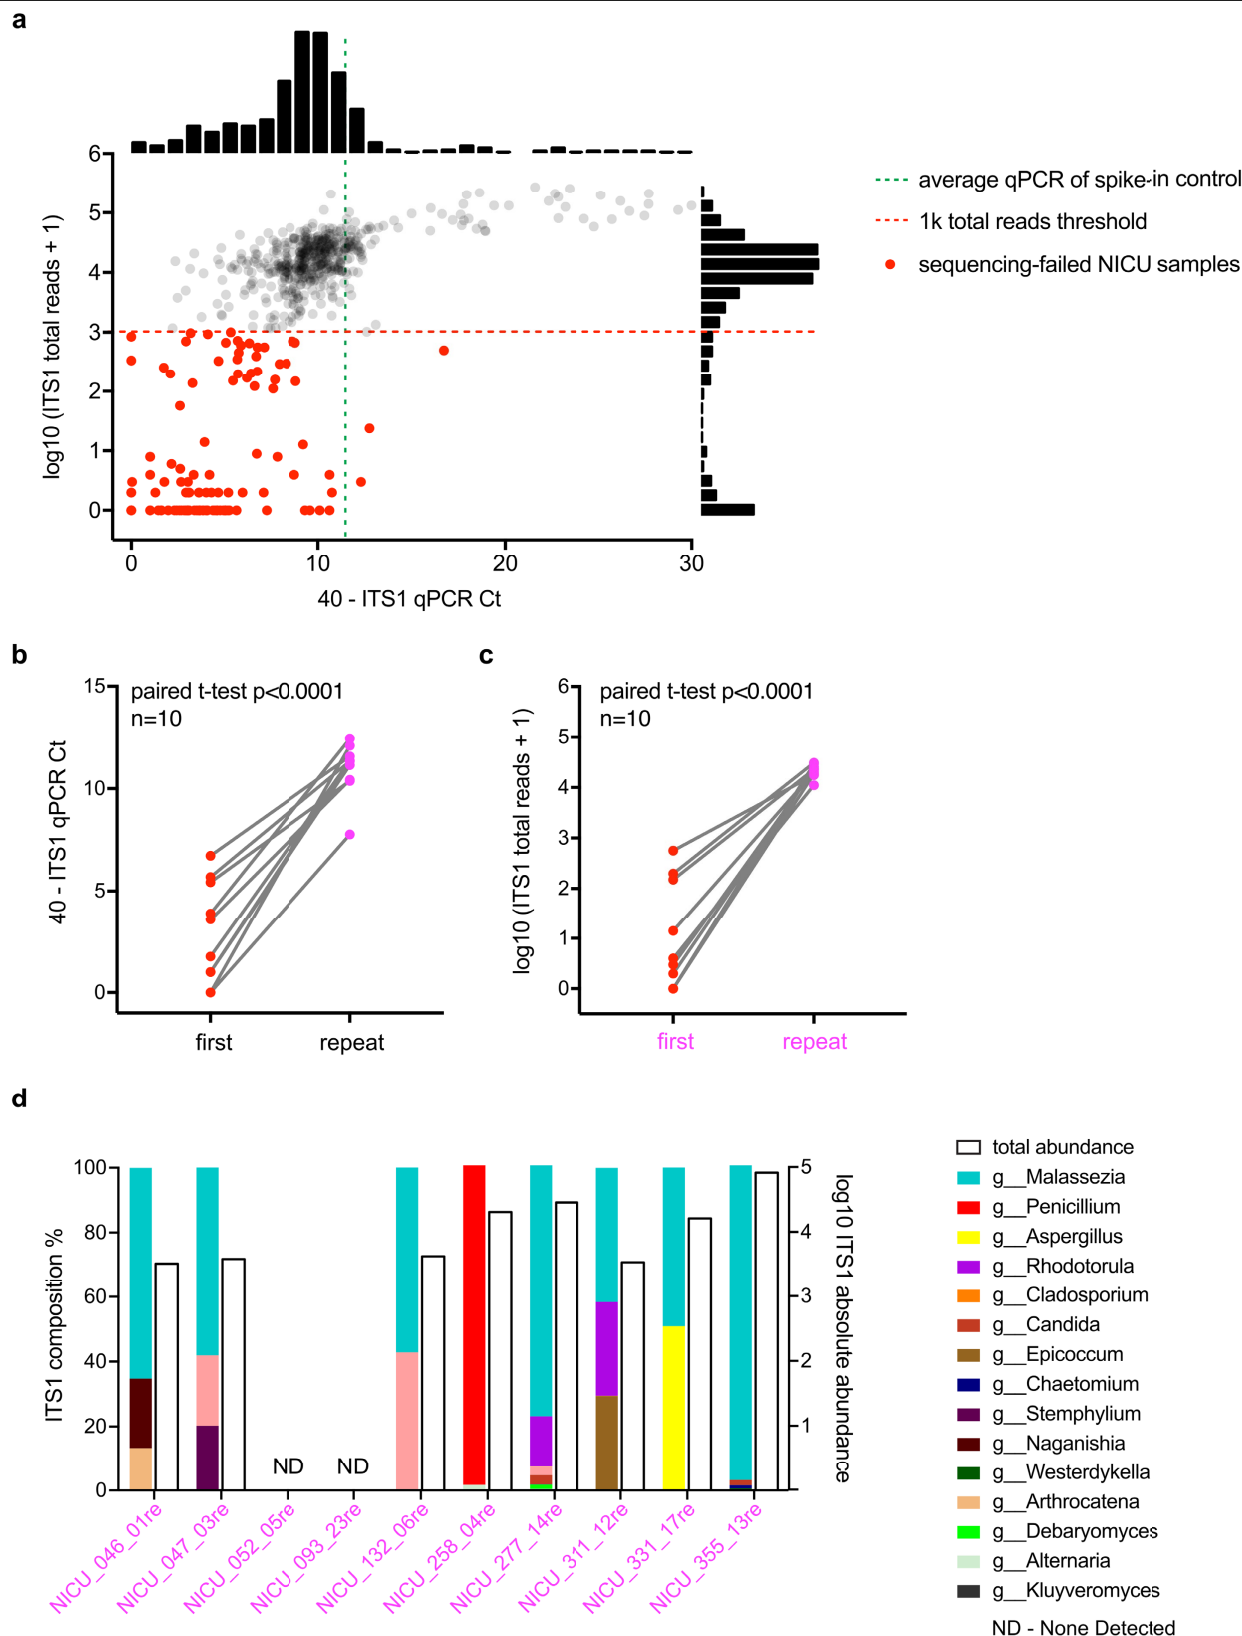 a
6
5
4
3
2
1
0
log10 (ITS1 total reads + 1)
0 10 20 30
40 - ITS1 qPCR Ct
average qPCR of spike-in control
1k total reads threshold
sequencing-failed NICU samples
b
15
10
5
0
40 - ITS1 qPCR Ct
paired t-test p<0.0001
n=10
first repeat
c
6
5
4
3
2
1
0
log10 (ITS1 total reads + 1)
paired t-test p<0.0001
n=10
first repeat
d
100
80
60
40
20
0
ITS1 composition %
ND ND
5
4
3
2
1
log10 ITS1 absolute abundance
NICU_046_01re
NICU_047_03re
NICU_052_05re
NICU_093_23re
NICU_132_06re
NICU_258_04re
NICU_277_14re
NICU_311_12re
NICU_331_17re
NICU_355_13re
total abundance
g__Malassezia
g__Penicillium
g__Aspergillus
g__Rhodotorula
g__Cladosporium
g__Candida
g__Epicoccum
g__Chaetomium
g__Stemphylium
g__Naganishia
g__Westerdykella
g__Arthrocatena
g__Debaryomyces
g__Alternaria
g__Kluyveromyces
ND - None Detected